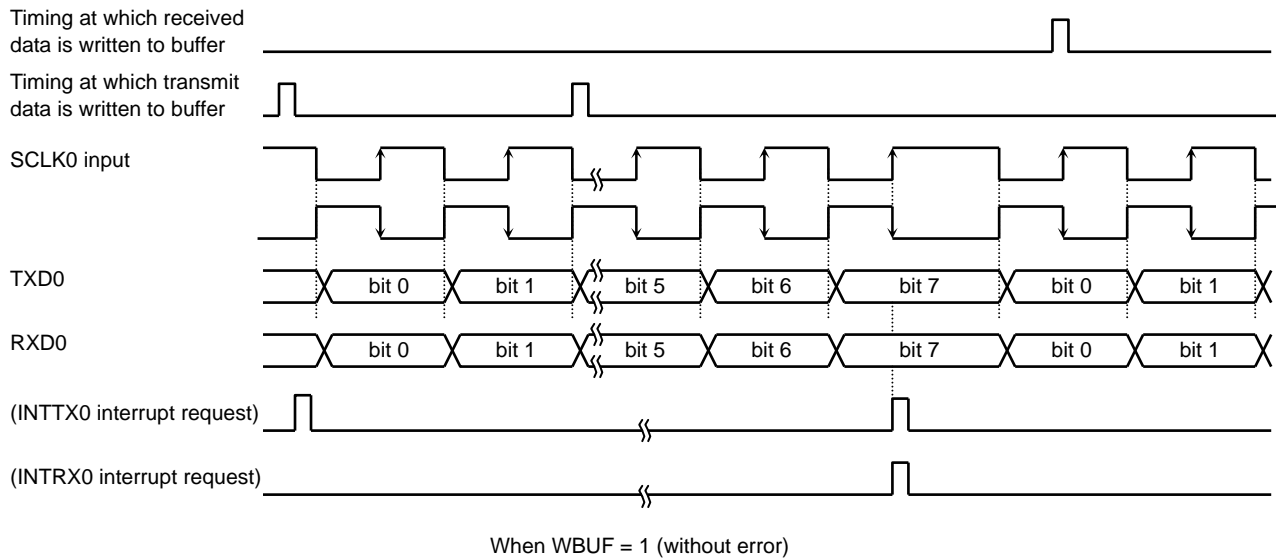 Timing at which received
data is written to buffer
Timing at which transmit
data is written to buffer
SCLK0 input
TXD0
bit 0
bit 1
bit 5
bit 6
bit 7
bit 0
bit 1
RXD0
bit 0
bit 1
bit 5
bit 6
bit 7
bit 0
bit 1
(INTTX0 interrupt request)
(INTRX0 interrupt request)
When WBUF = 1 (without error)